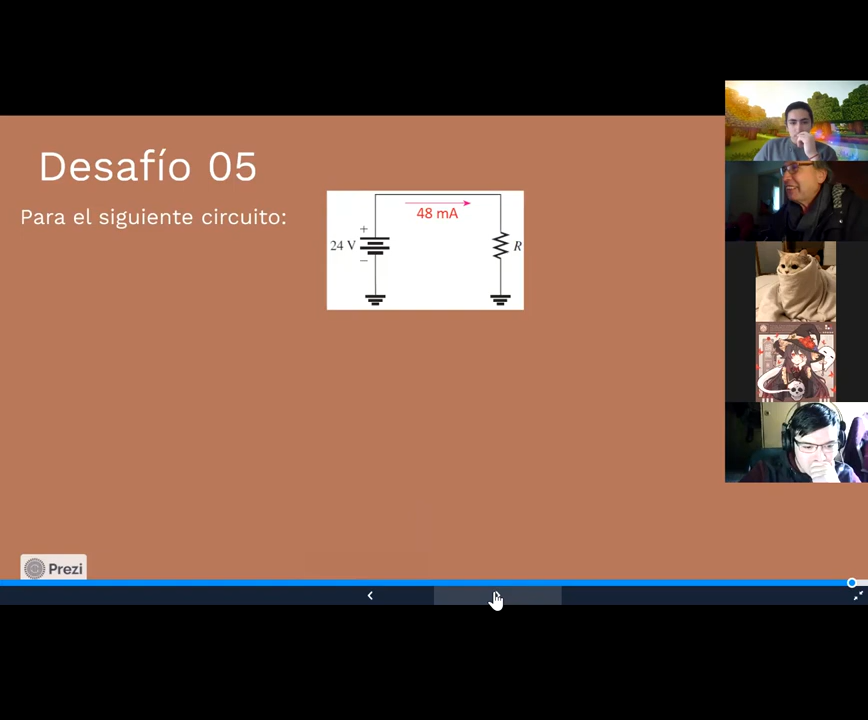 Desafío 05
Para el siguiente circuito:
48 mA
+
24 V
R
−
Prezi